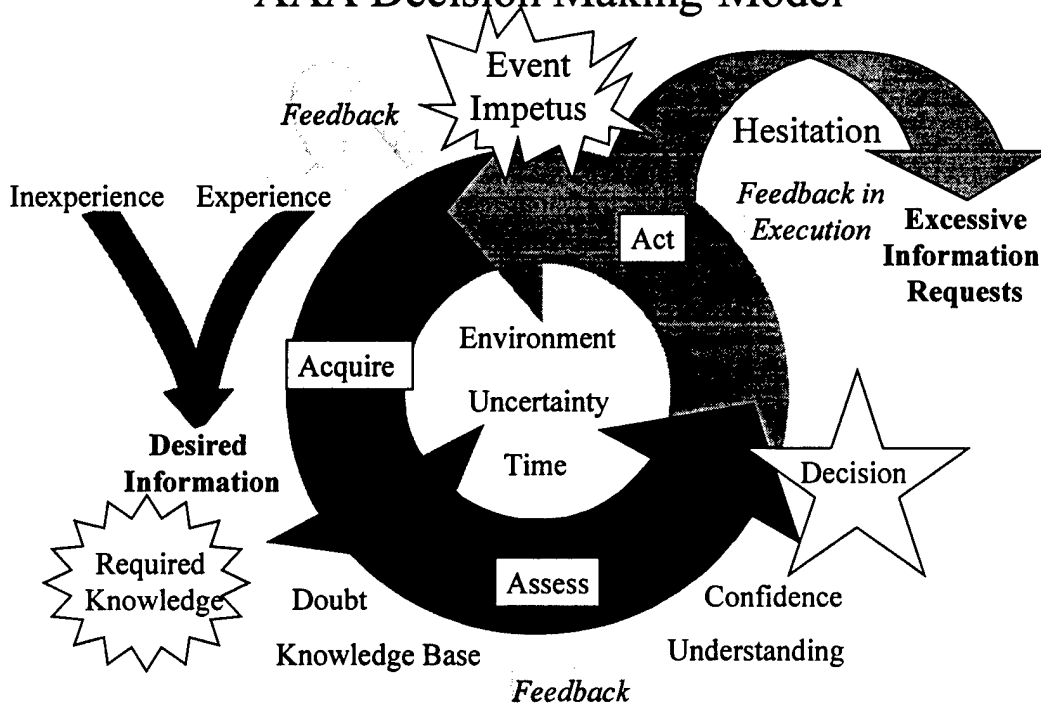 AAA Decision Making Model
Event
Impetus
Feedback
Hesitation
Inexperience Experience
Feedback in
Execution
Excessive
Information
Requests
Act
Environment
Acquire
Uncertainty
Desired
Information
Time
Decision
Required
Knowledge
Assess
Doubt
Confidence
Knowledge Base
Understanding
Feedback